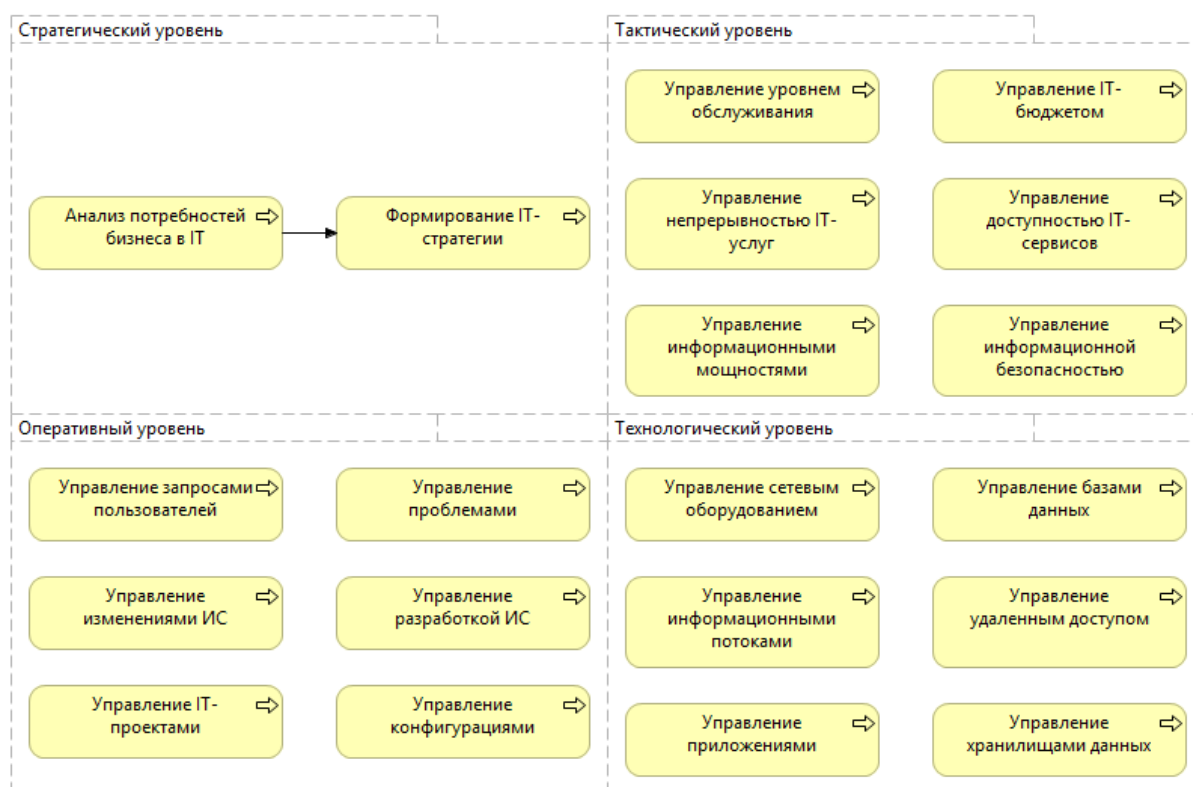 Стратегический уровень
Анализ потребностей
бизнеса в IT
Формирование IT-
стратегии
Тактический уровень
Управление уровнем
обслуживания
Управление IT-
бюджетом
Управление
непрерывностью IT-
услуг
Управление
доступностью IT-
сервисов
Управление
информационными
мощностями
Управление
информационной
безопасностью
Оперативный уровень
Управление запросами
пользователей
Управление
проблемами
Управление
изменениями ИС
Управление
разработкой ИС
Управление IT-
проектами
Управление
конфигурациями
Технологический уровень
Управление сетевым
оборудованием
Управление базами
данных
Управление
информационными
потоками
Управление
удаленным доступом
Управление
приложениями
Управление
хранилищами данных